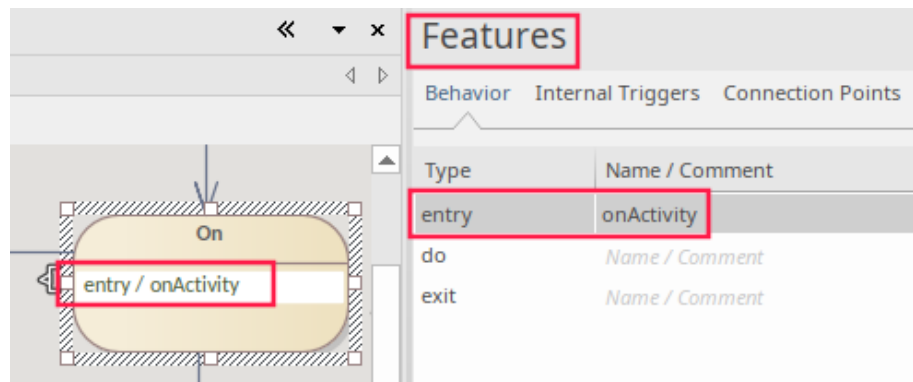 Features
Behavior Internal Triggers Connection Points
Type Name / Comment
entry onActivity
do Name / Comment
exit Name / Comment
On
entry / onActivity